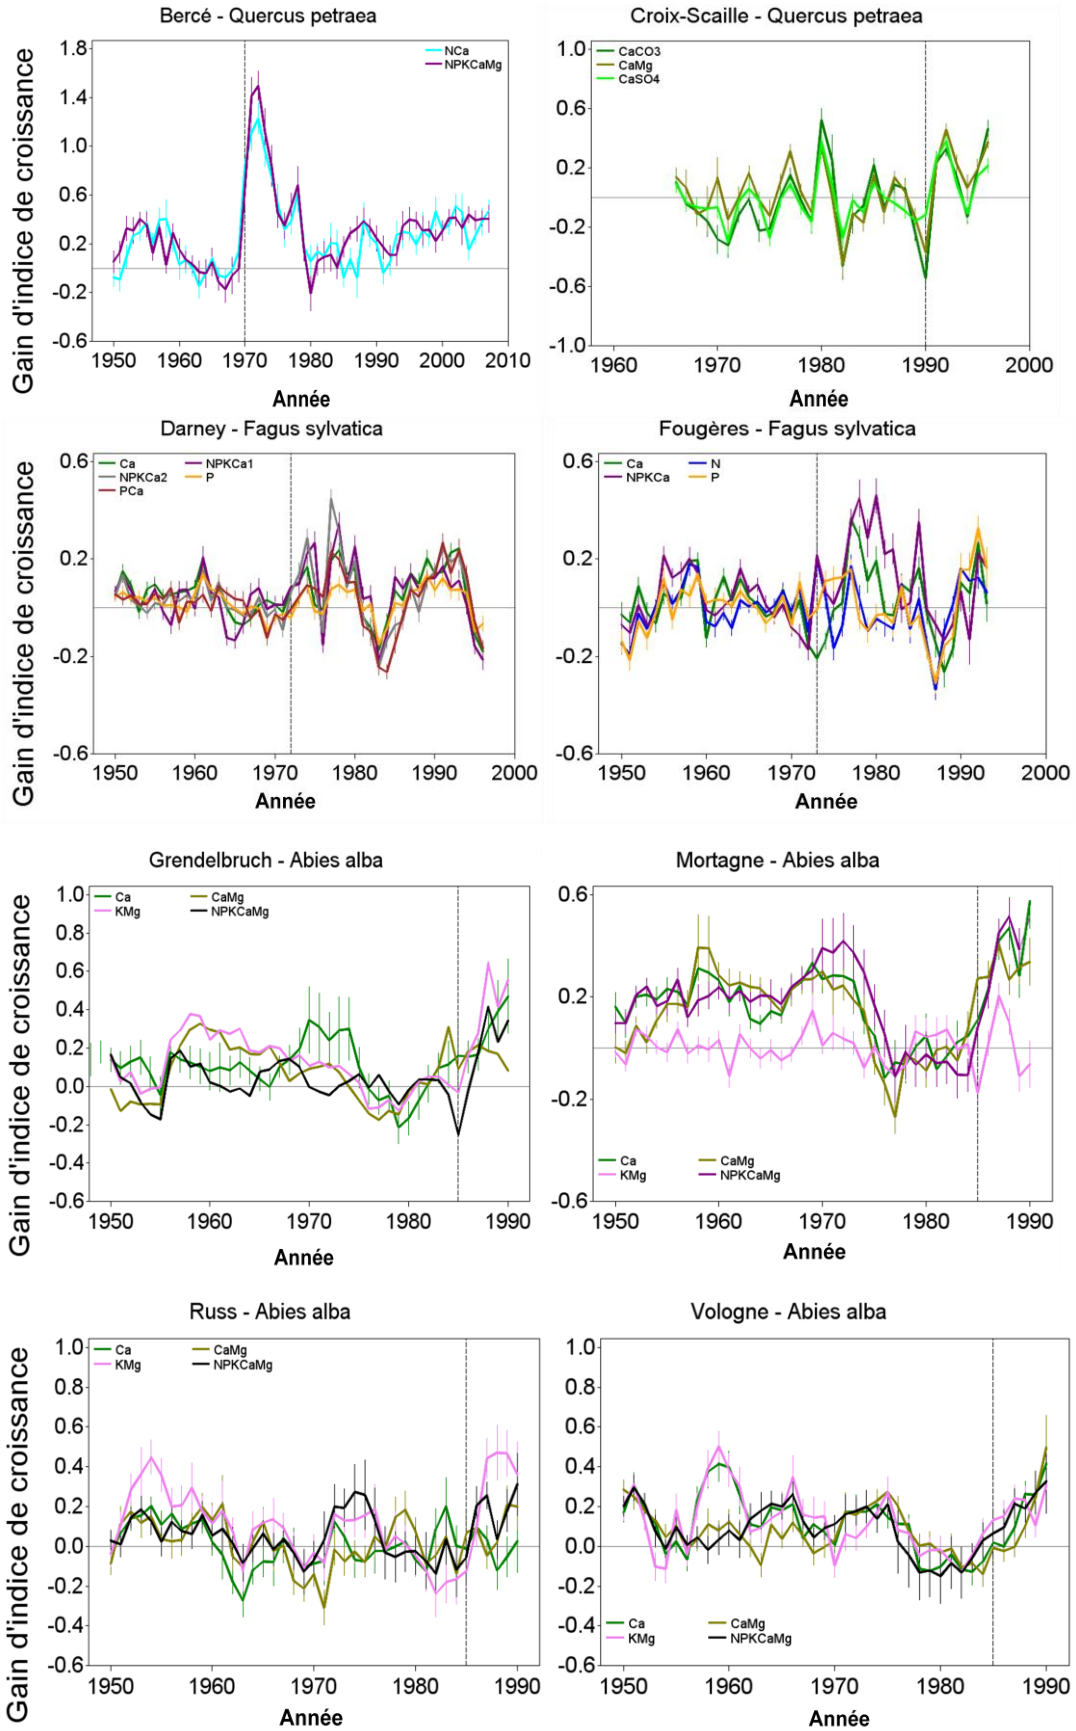 Bercé - Quercus petraea
Gain d'indice de croissance
1.8
1.4
1.0
0.6
0.2
-0.2
-0.6
NCa
NPKCaMg
1950 1960 1970 1980 1990 2000 2010
Année
Croix-Scaille - Quercus petraea
1.0
0.6
0.2
-0.2
-0.6
-1.0
CaCO3
CaMg
CaSO4
1960 1970 1980 1990 2000
Année
Darney - Fagus sylvatica
Gain d'indice de croissance
0.6
0.2
-0.2
-0.6
Ca NPKCa1
NPKCa2 P
PCa
1950 1960 1970 1980 1990 2000
Année
Fougères - Fagus sylvatica
0.6
0.2
-0.2
-0.6
Ca N
NPKCa P
1950 1960 1970 1980 1990 2000
Année
Grendelbruch - Abies alba
Gain d'indice de croissance
1.0
0.8
0.6
0.4
0.2
0.0
-0.2
-0.4
-0.6
Ca CaMg
KMg NPKCaMg
1950 1960 1970 1980 1990
Année
Mortagne - Abies alba
0.6
0.2
-0.2
-0.6
Ca CaMg
KMg NPKCaMg
1950 1960 1970 1980 1990
Année
Russ - Abies alba
Gain d'indice de croissance
1.0
0.8
0.6
0.4
0.2
0.0
-0.2
-0.4
-0.6
Ca CaMg
KMg NPKCaMg
1950 1960 1970 1980 1990
Année
Vologne - Abies alba
1.0
0.8
0.6
0.4
0.2
0.0
-0.2
-0.4
-0.6
Ca CaMg
KMg NPKCaMg
1950 1960 1970 1980 1990
Année